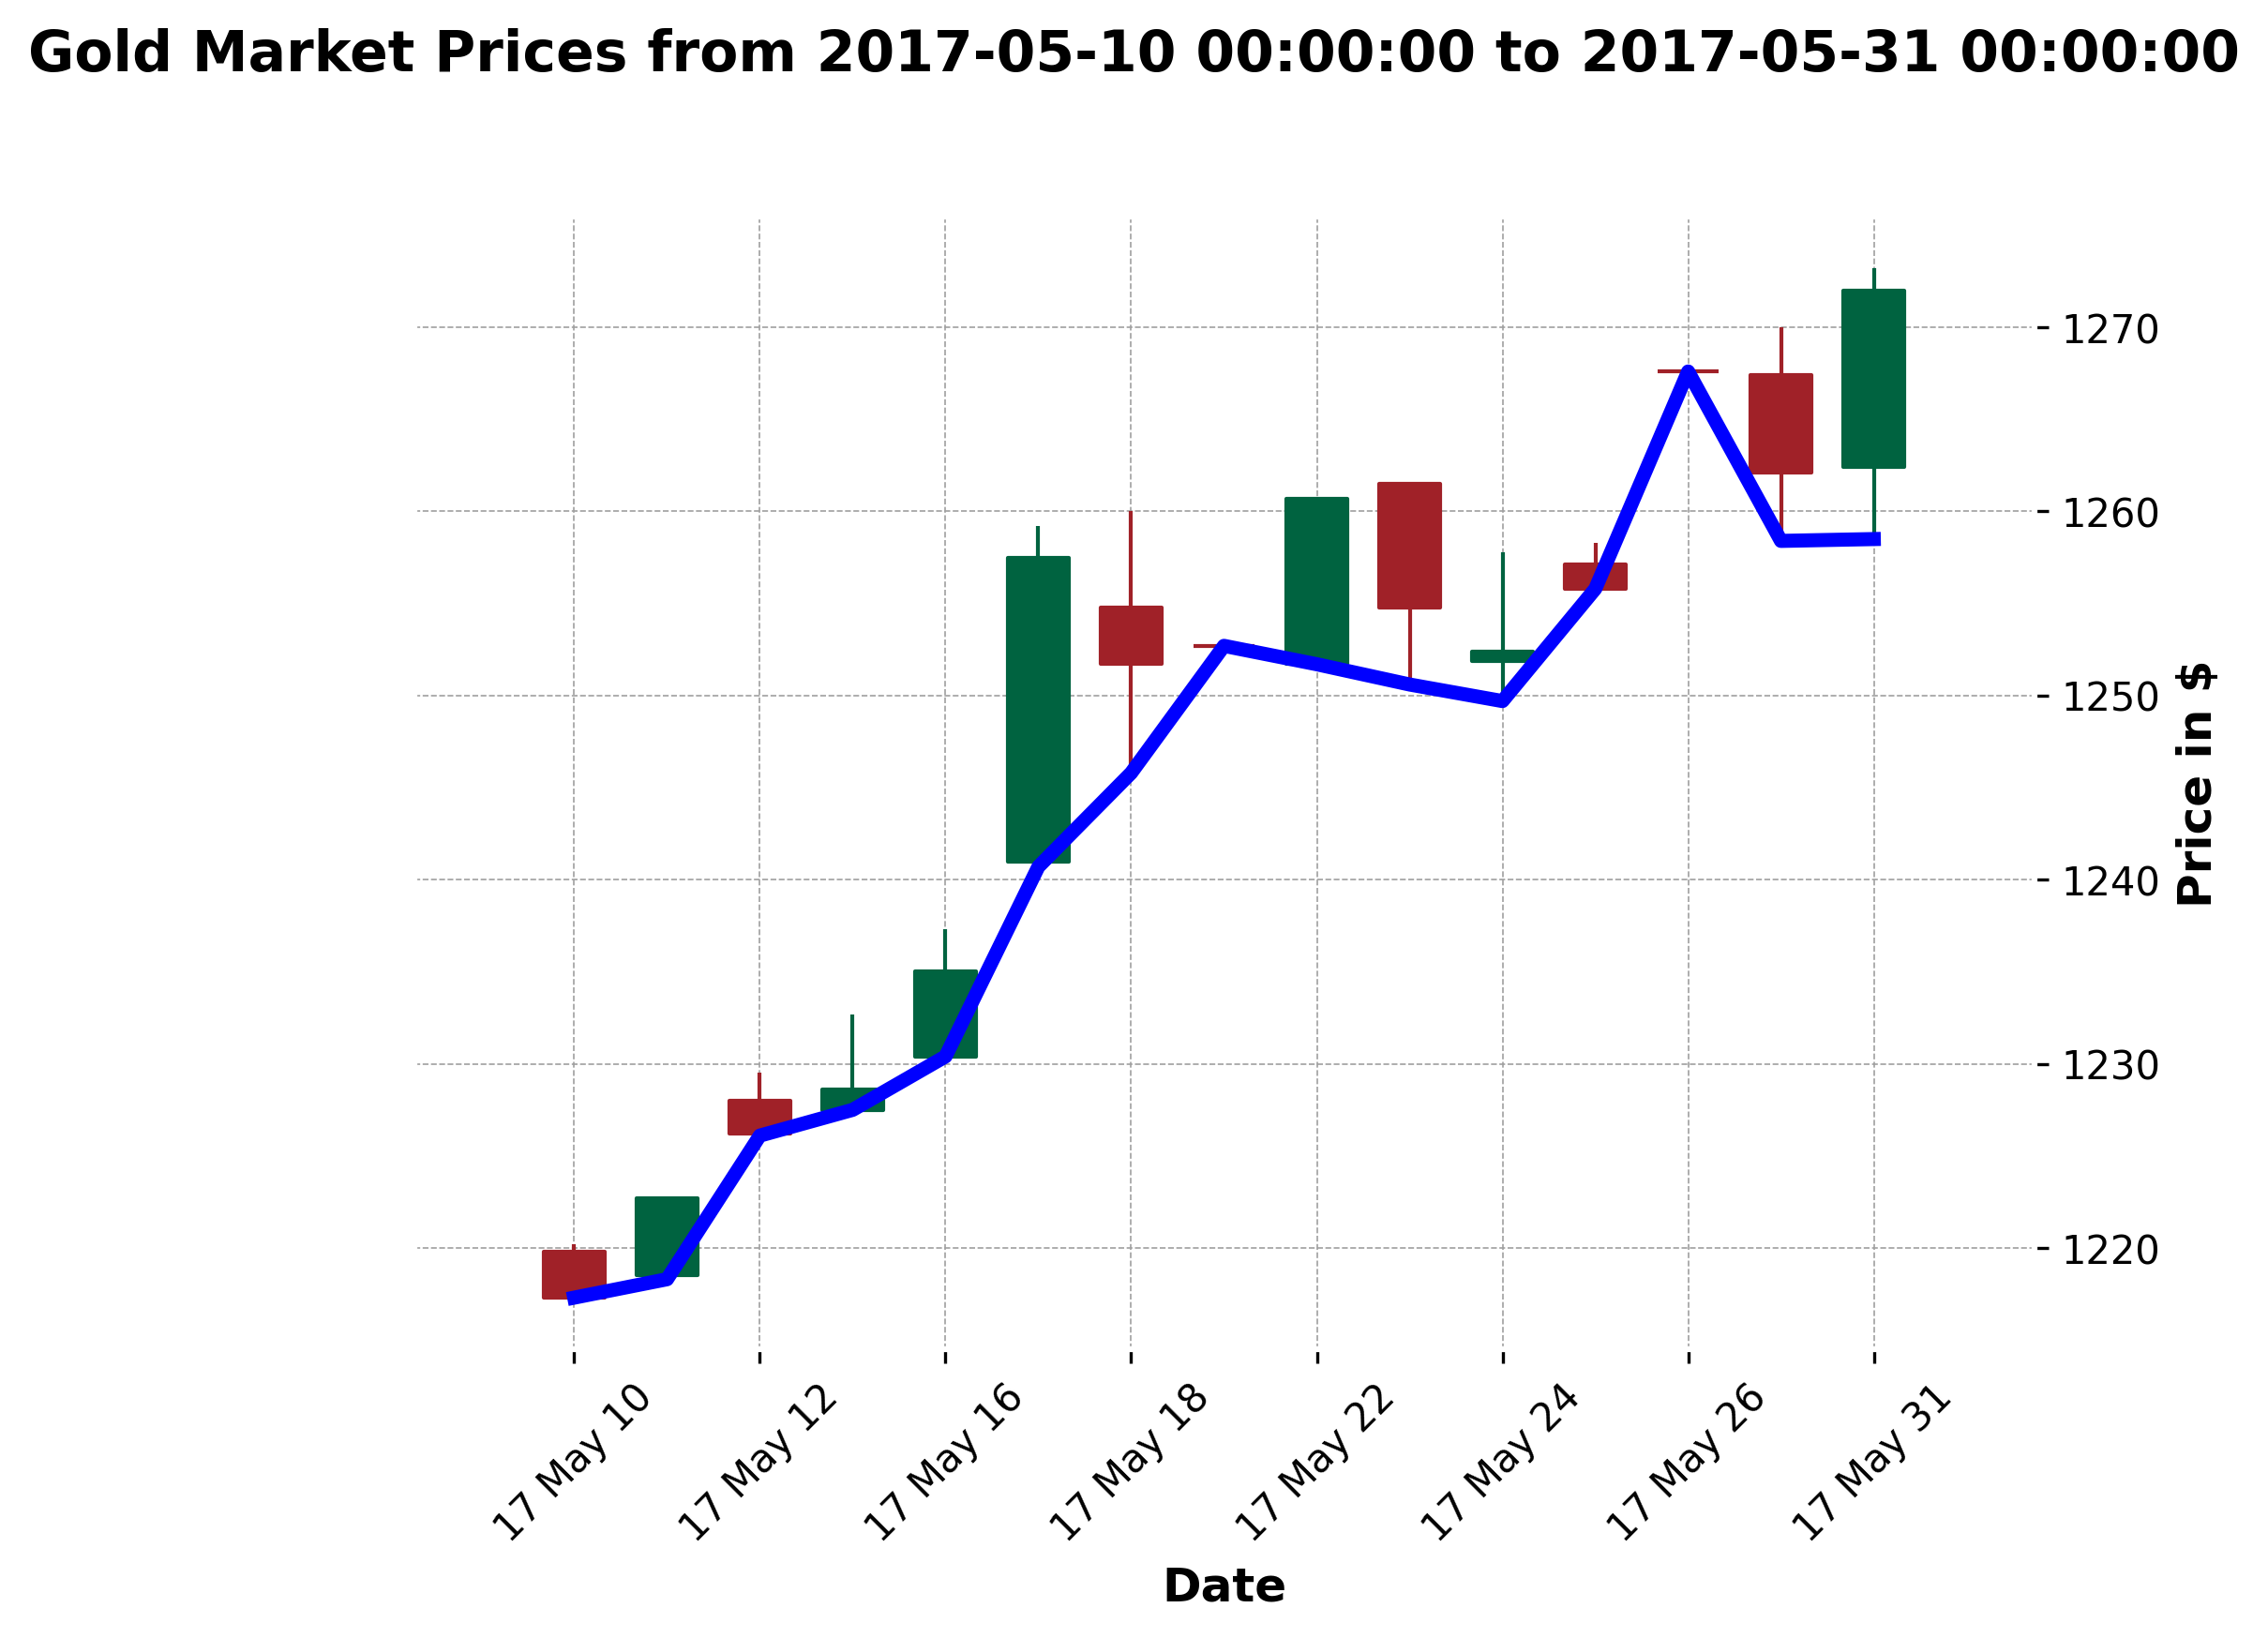 Gold Market Prices from 2017-05-10 00:00:00 to 2017-05-31 00:00:00
1270
1260
1250
1240
1230
1220
Price in $
17 May 10
17 May 12
17 May 16
17 May 18
17 May 22
17 May 24
17 May 26
17 May 31
Date